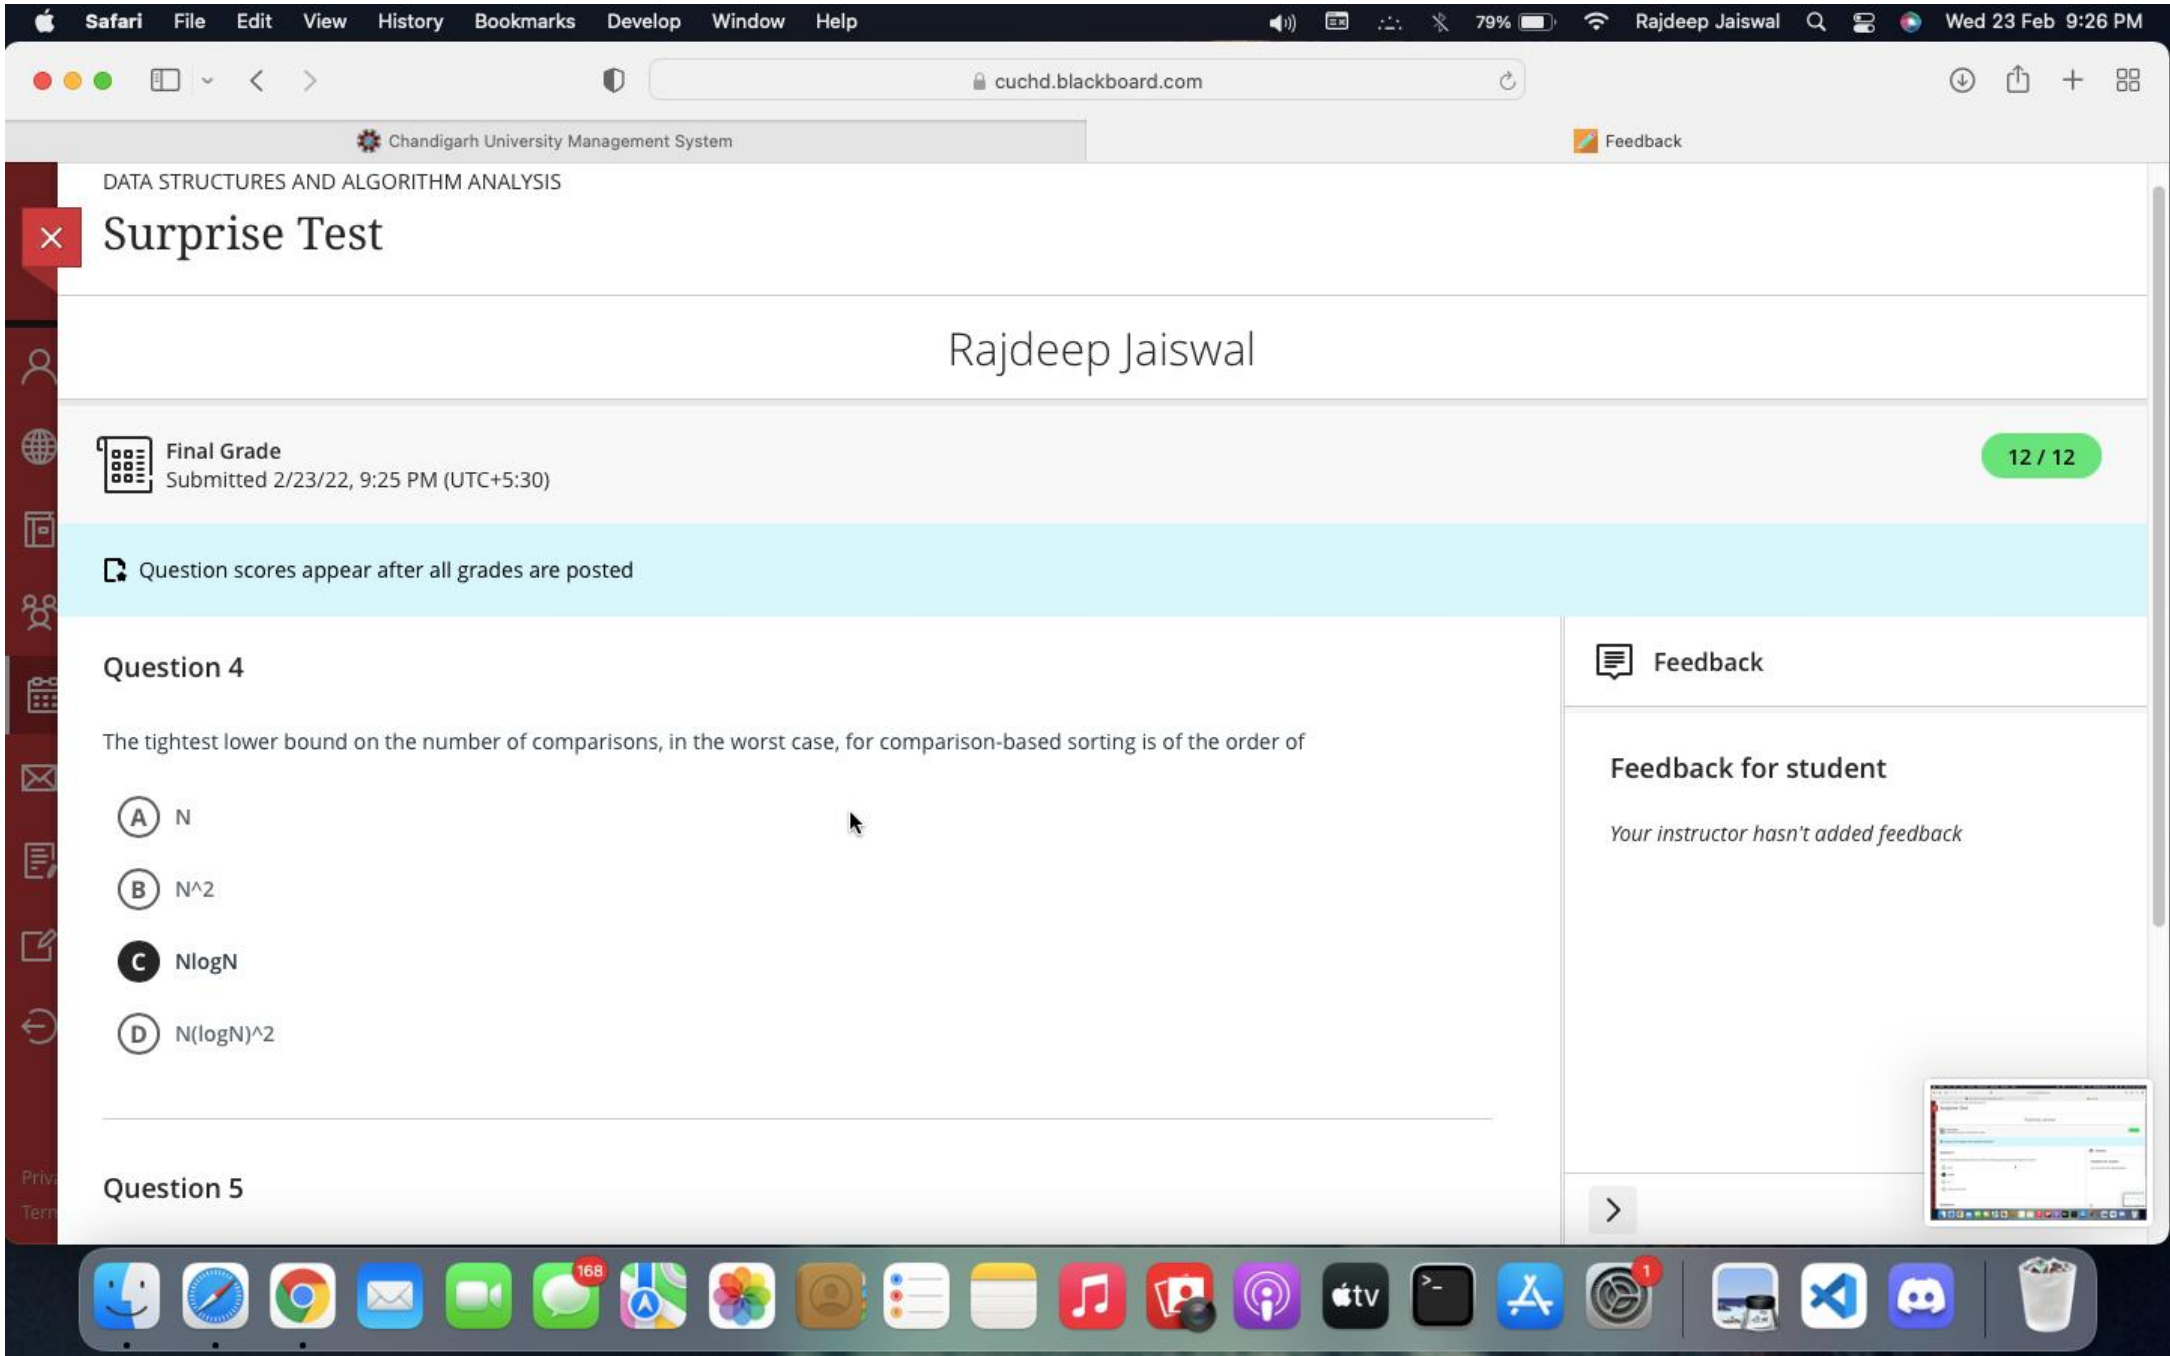 Safari File Edit View History Bookmarks Develop Window Help 79% Rajdeep Jaiswal Wed 23 Feb 9:26 PM
cuchd.blackboard.com
Chandigarh University Management System Feedback
DATA STRUCTURES AND ALGORITHM ANALYSIS
Surprise Test
Rajdeep Jaiswal
Final Grade
Submitted 2/23/22, 9:25 PM (UTC+5:30)
12 / 12
Question scores appear after all grades are posted
Question 4
The tightest lower bound on the number of comparisons, in the worst case, for comparison-based sorting is of the order of
A N
B N^2
C NlogN
D N(logN)^2
Question 5
Feedback
Feedback for student
Your instructor hasn't added feedback
Priva
Term
168
tv
>_
1